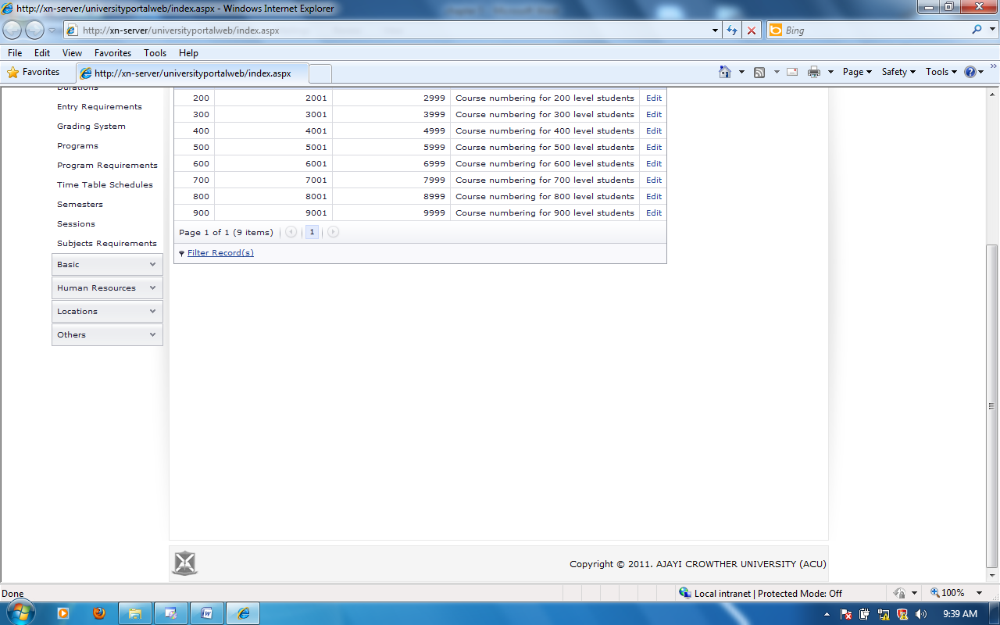 http://xn-server/universityportalweb/index.aspx - Windows Internet Explorer
http://xn-server/universityportalweb/index.aspx
Bing
File Edit View Favorites Tools Help
Favorites
http://xn-server/universityportalweb/index.aspx
Page Safety Tools
Durations
Entry Requirements
Grading System
Programs
Program Requirements
Time Table Schedules
Semesters
Sessions
Subjects Requirements
Basic
Human Resources
Locations
Others
200 2001 2999 Course numbering for 200 level students Edit
300 3001 3999 Course numbering for 300 level students Edit
400 4001 4999 Course numbering for 400 level students Edit
500 5001 5999 Course numbering for 500 level students Edit
600 6001 6999 Course numbering for 600 level students Edit
700 7001 7999 Course numbering for 700 level students Edit
800 8001 8999 Course numbering for 800 level students Edit
900 9001 9999 Course numbering for 900 level students Edit
Page 1 of 1 (9 items) 1
Filter Record(s)
Copyright © 2011. AJAYI CROWTHER UNIVERSITY (ACU)
Done
Local intranet | Protected Mode: Off
100%
9:39 AM